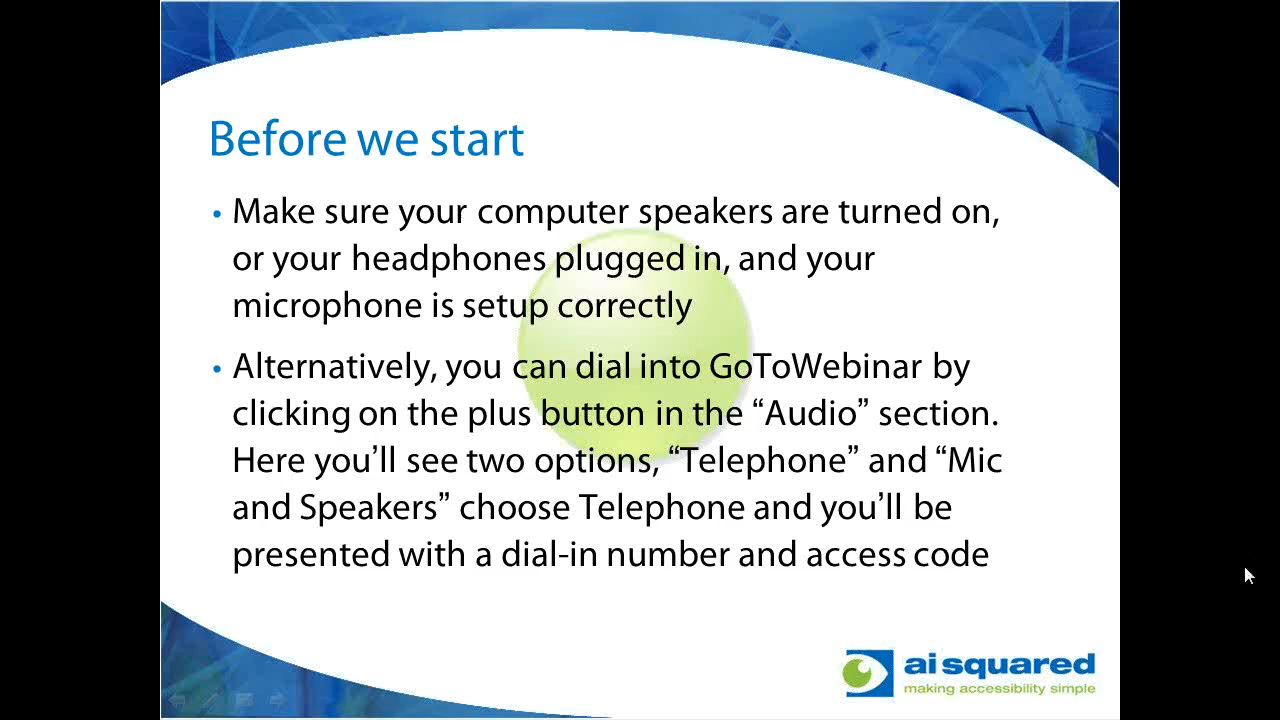 Before we start
• Make sure your computer speakers are turned on,
or your headphones plugged in, and your
microphone is setup correctly
• Alternatively, you can dial into GoToWebinar by
clicking on the plus button in the “Audio” section.
Here you’ll see two options, “Telephone” and “Mic
and Speakers” choose Telephone and you’ll be
presented with a dial-in number and access code
ai squared
making accessibility simple